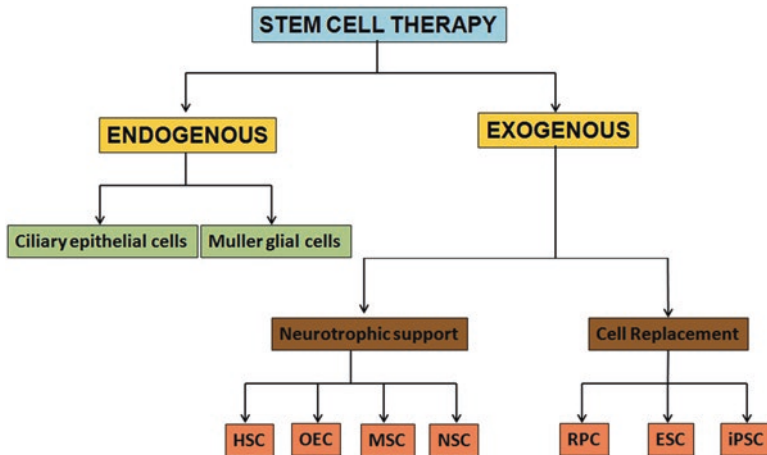 STEM CELL THERAPY
ENDOGENOUS
EXOGENOUS
Ciliary epithelial cells
Muller glial cells
Neurotrophic support
Cell Replacement
HSC
OEC
MSC
NSC
RPC
ESC
iPSC